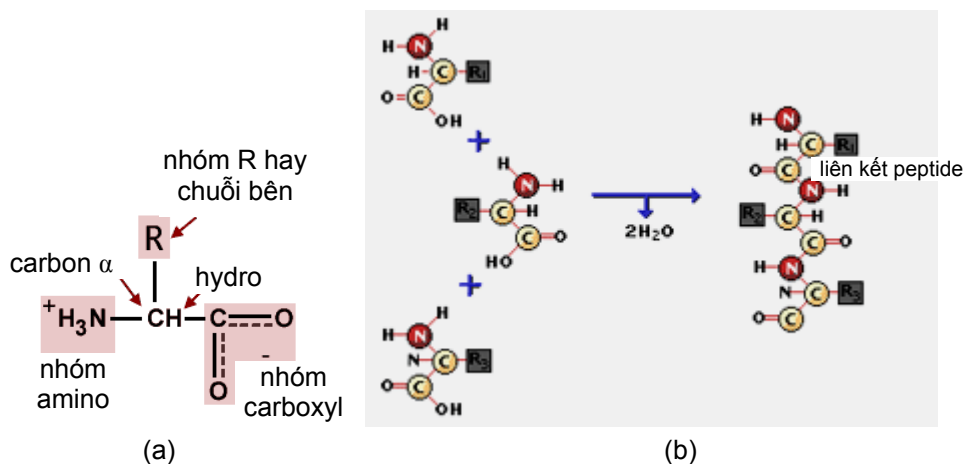 nhóm R hay
chuỗi bên
R
carbon α
hydro
+
H₃N
CH
C
O
-
O
nhóm
amino
nhóm
carboxyl
(a)
H
H
N
H
C
R₁
O
C
OH
+
H
N
H
R₂
C
H
C
O
HO
+
H
H
N
N
C
R₃
O
C
OH
2H₂O
H
N
H
C
R₁
O
C
liên kết peptide
N
H
R₂
C
H
C
O
H
N
N
C
R₃
O
C
(b)